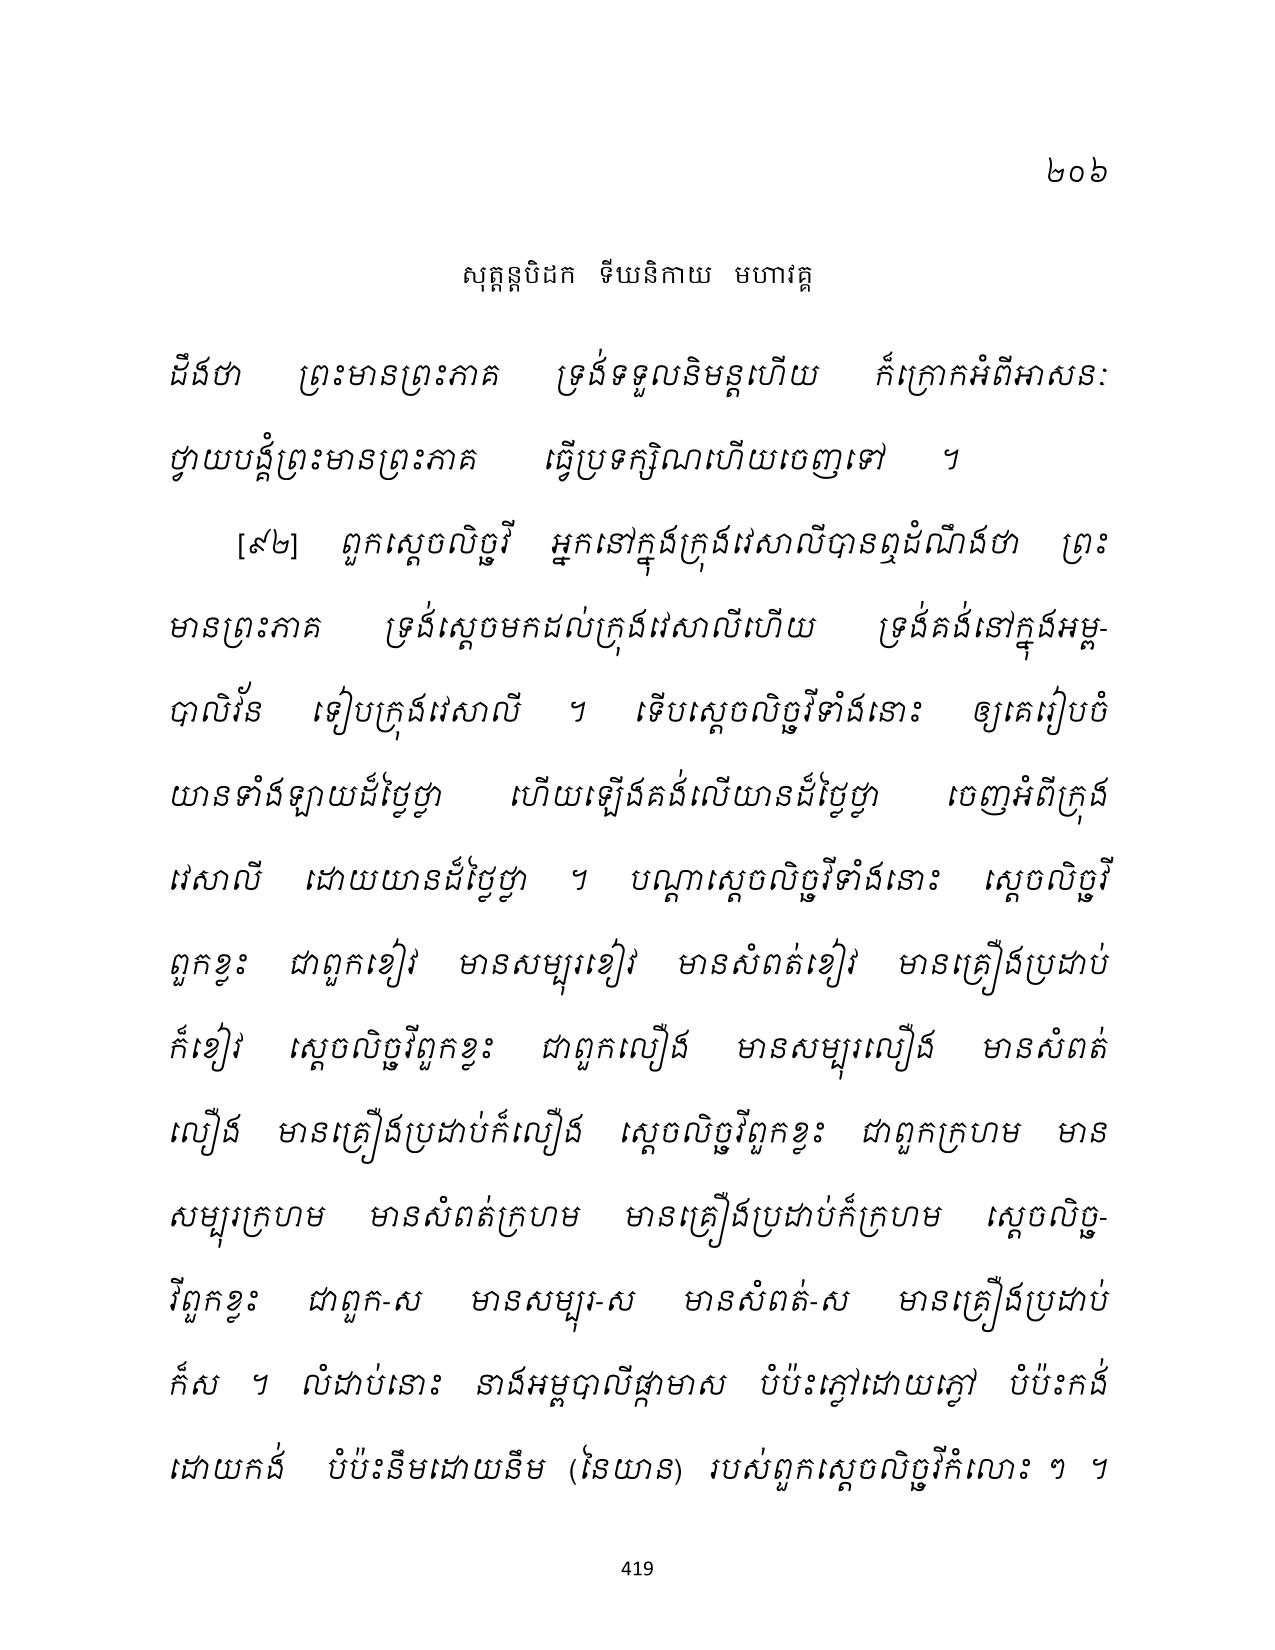 ២០៦
សុត្តន្តបិដក ទីឃនិកាយ មហាវគ្គ
ដឹងថា ព្រះមានព្រះភាគ ទ្រង់ទទួលនិមន្តហើយ ក៏ក្រោកអំពីអាសនៈ
ថ្វាយបង្គំព្រះមានព្រះភាគ ធ្វើប្រទក្សិណហើយចេញទៅ ។
[៩២] ពួកស្តេចលិច្ឆវី អ្នកនៅក្នុងក្រុងវេសាលីបានឮដំណឹងថា ព្រះ
មានព្រះភាគ ទ្រង់ស្តេចមកដល់ក្រុងវេសាលីហើយ ទ្រង់គង់នៅក្នុងអម្ព-
បាលិវ័ន ទៀបក្រុងវេសាលី ។ ទើបស្តេចលិច្ឆវីទាំងនោះ ឲ្យគេរៀបចំ
យានទាំងឡាយដ៏ថ្លៃថ្លា ហើយឡើងគង់លើយានដ៏ថ្លៃថ្លា ចេញអំពីក្រុង
វេសាលី ដោយយានដ៏ថ្លៃថ្លា ។ បណ្តាស្តេចលិច្ឆវីទាំងនោះ ស្តេចលិច្ឆវី
ពួកខ្លះ ជាពួកខៀវ មានសម្បុរខៀវ មានសំពត់ខៀវ មានគ្រឿងប្រដាប់
ក៏ខៀវ ស្តេចលិច្ឆវីពួកខ្លះ ជាពួកលឿង មានសម្បុរលឿង មានសំពត់
លឿង មានគ្រឿងប្រដាប់ក៏លឿង ស្តេចលិច្ឆវីពួកខ្លះ ជាពួកក្រហម មាន
សម្បុរក្រហម មានសំពត់ក្រហម មានគ្រឿងប្រដាប់ក៏ក្រហម ស្តេចលិច្ឆ-
វីពួកខ្លះ ជាពួក-ស មានសម្បុរ-ស មានសំពត់-ស មានគ្រឿងប្រដាប់
ក៏ស ។ លំដាប់នោះ នាងអម្ពបាលីផ្កាមាស បំប៉ះភ្លៅដោយភ្លៅ បំប៉ះកង់
ដោយកង់ បំប៉ះនឹមដោយនឹម (នៃយាន) របស់ពួកស្តេចលិច្ឆវីកំលោះ ៗ ។
419